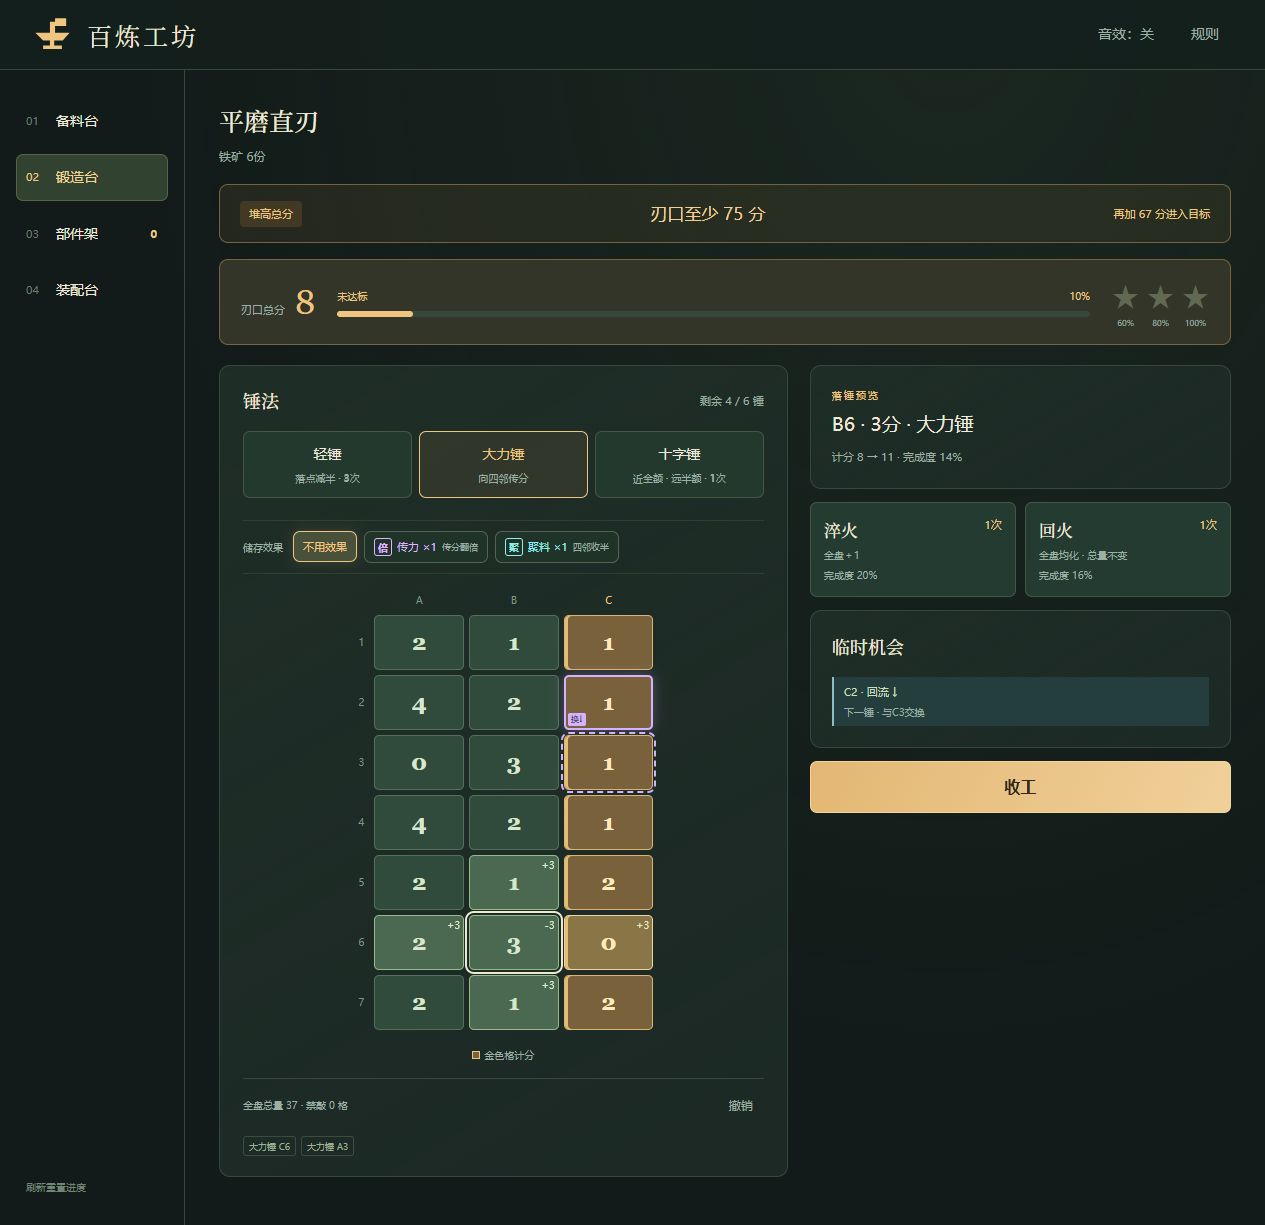 百炼工坊
音效：关
规则
01 备料台
02 锻造台
03 部件架 0
04 装配台
刷新重置进度
平磨直刃
铁矿 6份
堆高总分
刃口至少 75 分
再加 67 分进入目标
刃口总分 8
未达标
10%
60%
80%
100%
锤法
剩余 4 / 6 锤
轻锤
落点减半 · 3次
大力锤
向四邻传分
十字锤
近全额 · 远半额 · 1次
储存效果
不用效果
倍 传力 ×1 传分翻倍
聚 聚料 ×1 四邻收半
A B C
1 2 1 1
2 4 2 1
换↓
3 0 3 1
4 4 2 1
+3
5 2 1 2
+3 -3 +3
6 2 3 0
+3
7 2 1 2
金色格计分
全盘总量 37 · 禁敲 0 格
撤销
大力锤 C6
大力锤 A3
落锤预览
B6 · 3分 · 大力锤
计分 8 → 11 · 完成度 14%
淬火
1次
全盘 + 1
完成度 20%
回火
1次
全盘均化 · 总量不变
完成度 16%
临时机会
C2 · 回流↓
下一锤 · 与C3交换
收工